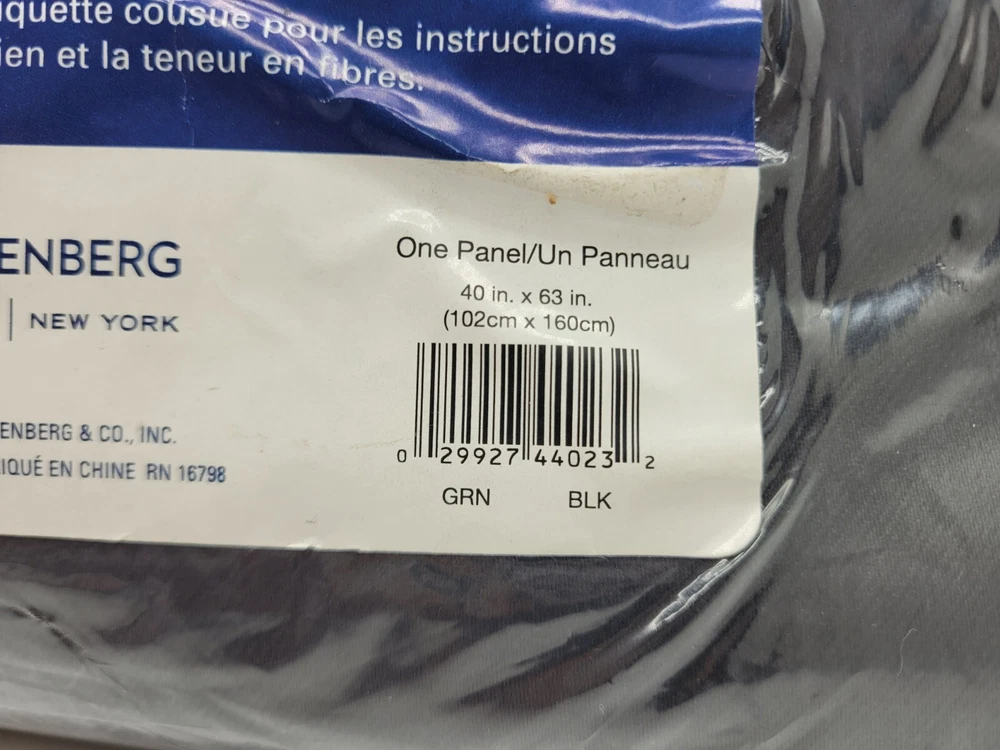 iquette cousue pour les instructions
ien et la teneur en fibres.
ENBERG
NEW YORK
ENBERG & CO., INC.
IQUÉ EN CHINE RN 16798
One Panel/Un Panneau
40 in. x 63 in.
(102cm x 160cm)
0 29927 44023 2
GRN BLK